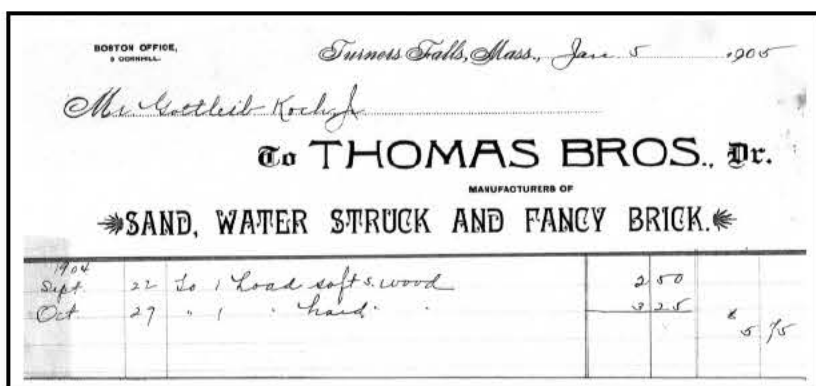 BOSTON OFFICE,
5 CORNHILL.
Turners Falls, Mass., Jan 5 1905
Mr. Gottleib Koch, Jr
To THOMAS BROS., Dr.
MANUFACTURERS OF
SAND, WATER STRUCK AND FANCY BRICK.
1904
Sept. 22 To 1 Load soft s. wood 2 50
Oct. 27 " 1 " hard " " 3 25
$ 5 75